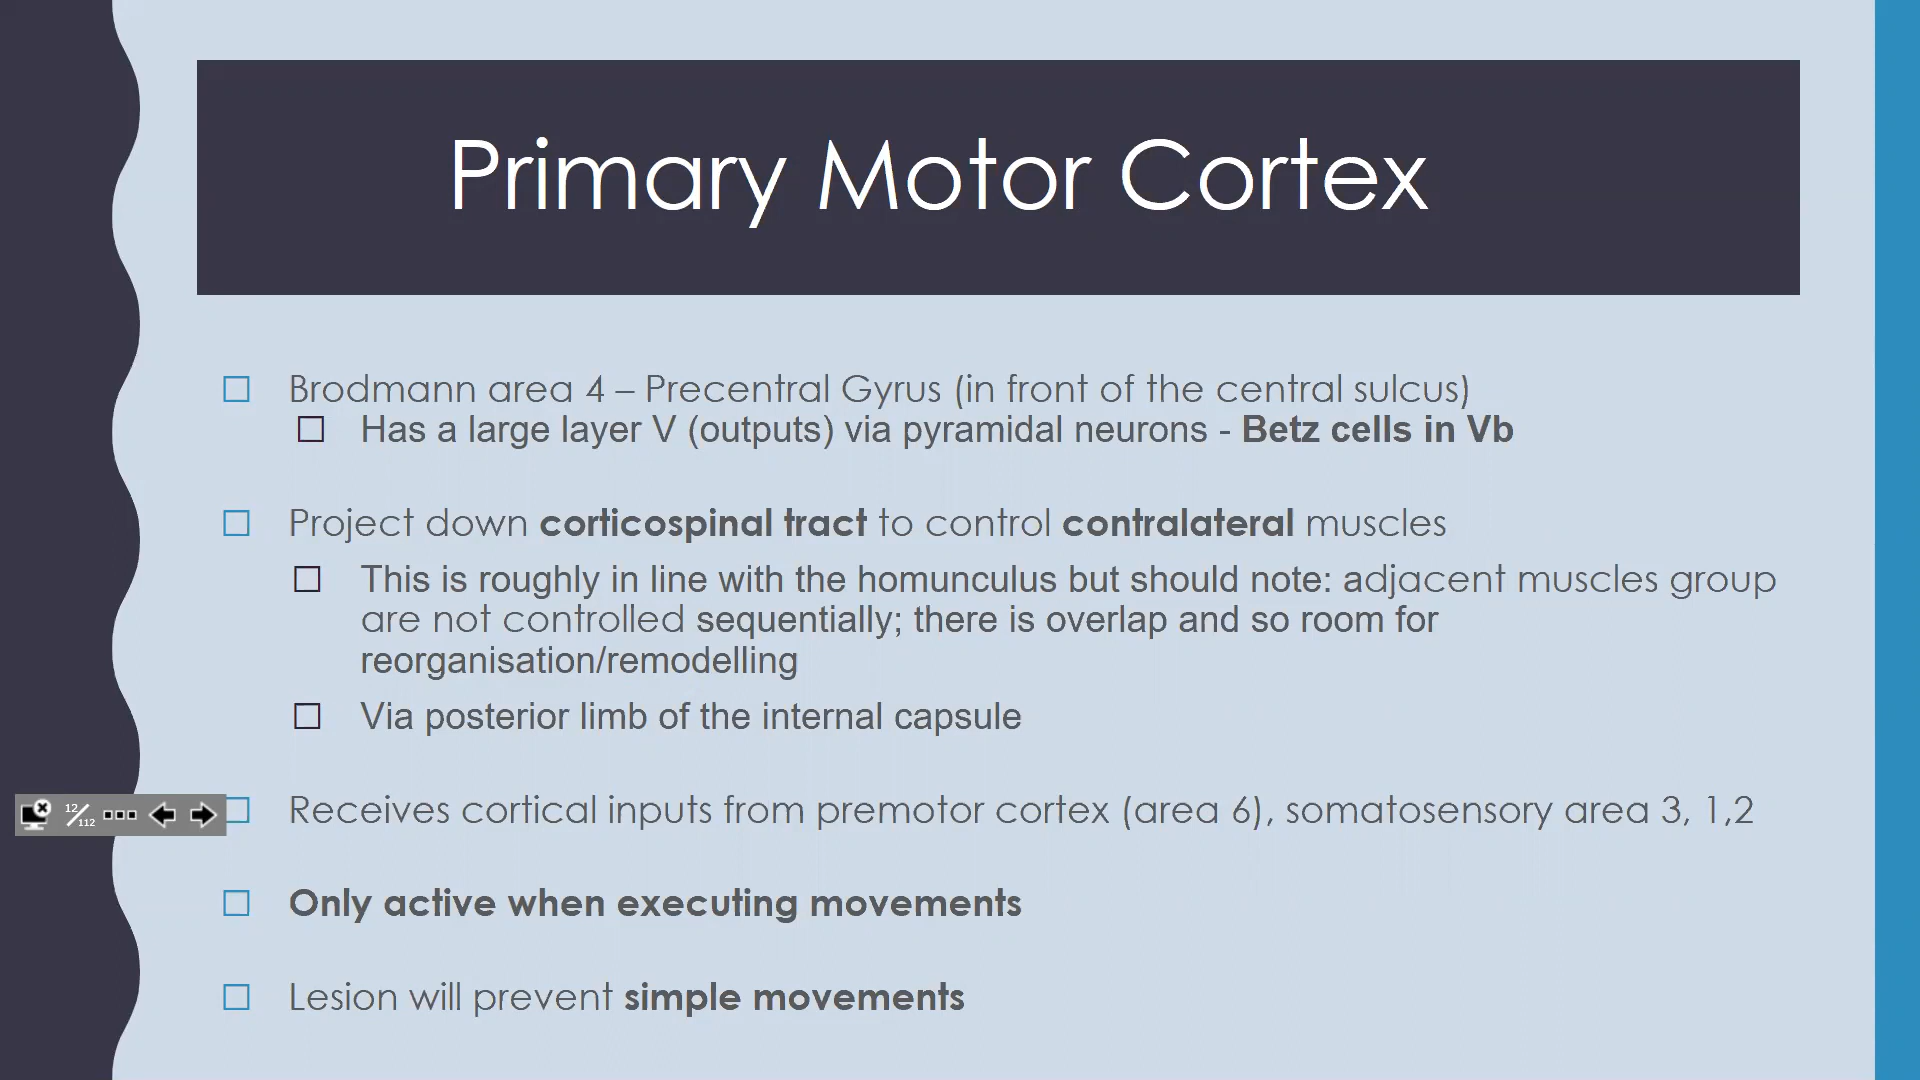 Primary Motor Cortex
Brodmann area 4 – Precentral Gyrus (in front of the central sulcus)
Has a large layer V (outputs) via pyramidal neurons - Betz cells in Vb
Project down corticospinal tract to control contralateral muscles
This is roughly in line with the homunculus but should note: adjacent muscles group
are not controlled sequentially; there is overlap and so room for
reorganisation/remodelling
Via posterior limb of the internal capsule
12/112
Receives cortical inputs from premotor cortex (area 6), somatosensory area 3, 1,2
Only active when executing movements
Lesion will prevent simple movements